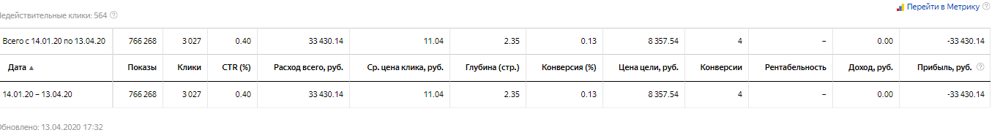 Перейти в Метрику ?
Недействительные клики: 564 ?
Всего с 14.01.20 по 13.04.20 766 268 3 027 0.40 33 430.14 11.04 2.35 0.13 8 357.54 4 – 0.00 -33 430.14
Дата ▲ Показы Клики CTR (%) Расход всего, руб. Ср. цена клика, руб. Глубина (стр.) Конверсия (%) Цена цели, руб. Конверсии Рентабельность Доход, руб. Прибыль, руб. ?
14.01.20 – 13.04.20 766 268 3 027 0.40 33 430.14 11.04 2.35 0.13 8 357.54 4 – 0.00 -33 430.14
Обновлено: 13.04.2020 17:32